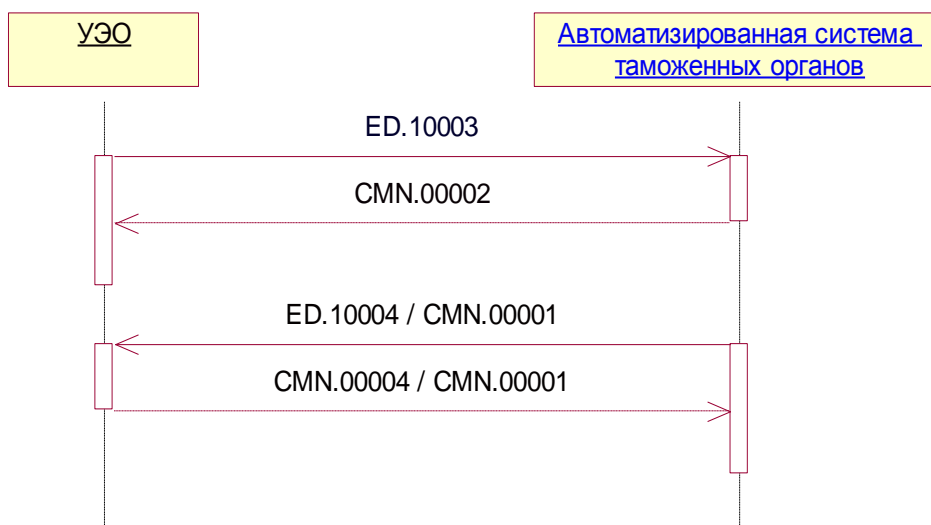 УЭО
Автоматизированная система
таможенных органов
ED.10003
CMN.00002
ED.10004 / CMN.00001
CMN.00004 / CMN.00001